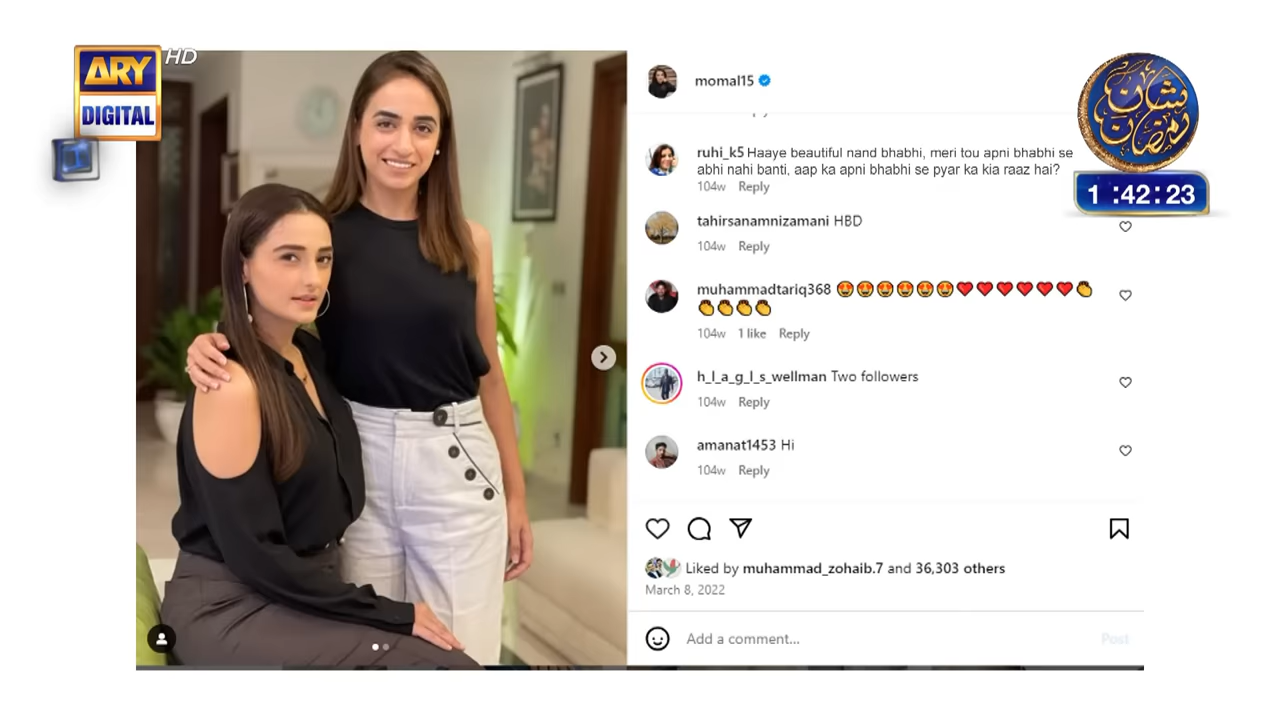 ARY
DIGITAL
HD
momal15
ruhi_k5 Haaye beautiful nand bhabhi, meri tou apni bhabhi se
abhi nahi banti, aap ka apni bhabhi se pyar ka kia raaz hai?
104w Reply
شان رمضان
1:42:23
tahirsanamnizamani HBD
104w Reply
muhammadtariq368 😍😍😍😍😍😍❤️❤️❤️❤️❤️❤️👏
👏👏👏👏
104w 1 like Reply
h_l_a_g_l_s_wellman Two followers
104w Reply
amanat1453 Hi
104w Reply
Liked by muhammad_zohaib.7 and 36,303 others
March 8, 2022
Add a comment...
Post